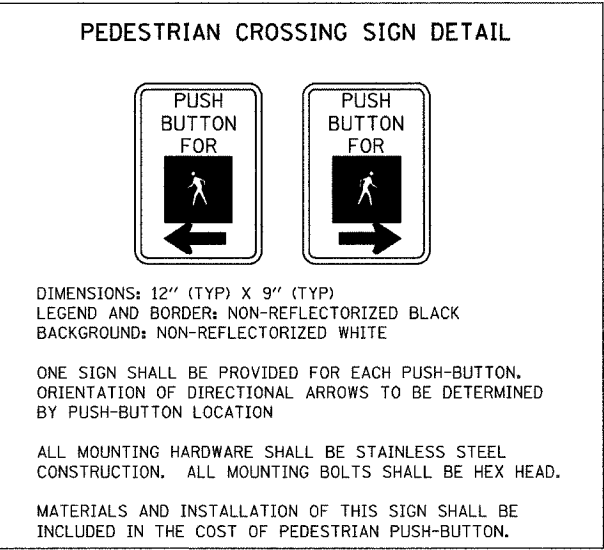 PEDESTRIAN CROSSING SIGN DETAIL
PUSH
BUTTON
FOR
PUSH
BUTTON
FOR
DIMENSIONS: 12" (TYP) X 9" (TYP)
LEGEND AND BORDER: NON-REFLECTORIZED BLACK
BACKGROUND: NON-REFLECTORIZED WHITE
ONE SIGN SHALL BE PROVIDED FOR EACH PUSH-BUTTON.
ORIENTATION OF DIRECTIONAL ARROWS TO BE DETERMINED
BY PUSH-BUTTON LOCATION
ALL MOUNTING HARDWARE SHALL BE STAINLESS STEEL
CONSTRUCTION. ALL MOUNTING BOLTS SHALL BE HEX HEAD.
MATERIALS AND INSTALLATION OF THIS SIGN SHALL BE
INCLUDED IN THE COST OF PEDESTRIAN PUSH-BUTTON.